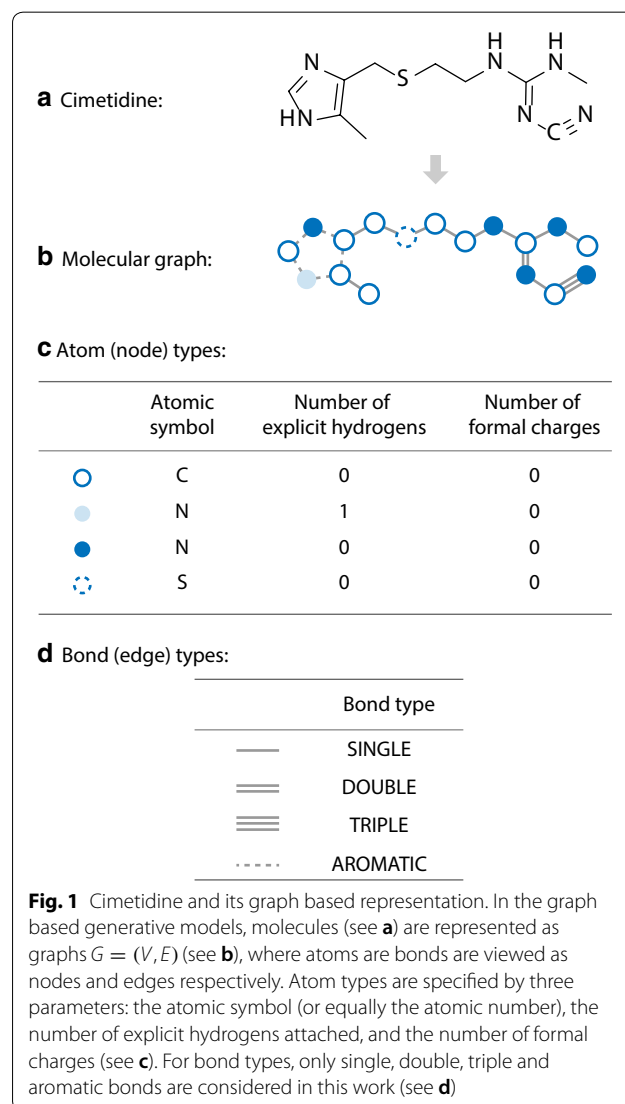 a Cimetidine:
N
HN
S
H
N
H
N
N
C
N
b Molecular graph:
c Atom (node) types:
Atomic symbol Number of explicit hydrogens Number of formal charges
C 0 0
N 1 0
N 0 0
S 0 0
d Bond (edge) types:
Bond type
SINGLE
DOUBLE
TRIPLE
AROMATIC
Fig. 1 Cimetidine and its graph based representation. In the graph
based generative models, molecules (see a) are represented as
graphs G = (V, E) (see b), where atoms are bonds are viewed as
nodes and edges respectively. Atom types are specified by three
parameters: the atomic symbol (or equally the atomic number), the
number of explicit hydrogens attached, and the number of formal
charges (see c). For bond types, only single, double, triple and
aromatic bonds are considered in this work (see d)